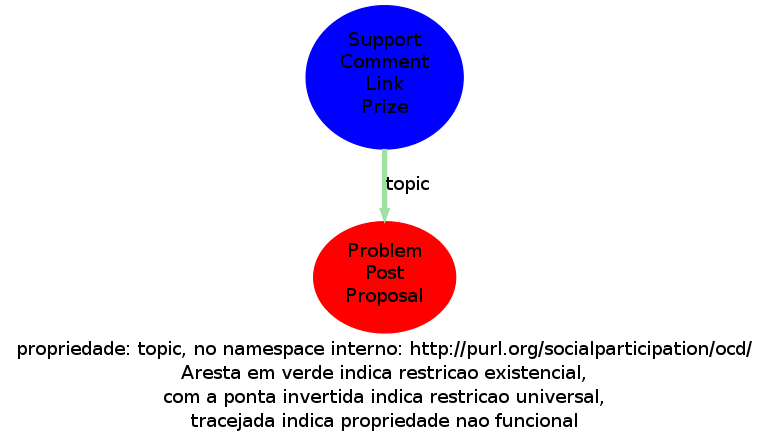 Support
Comment
Link
Prize
topic
Problem
Post
Proposal
propriedade: topic, no namespace interno: http://purl.org/socialparticipation/ocd/
Aresta em verde indica restricao existencial,
com a ponta invertida indica restricao universal,
tracejada indica propriedade nao funcional